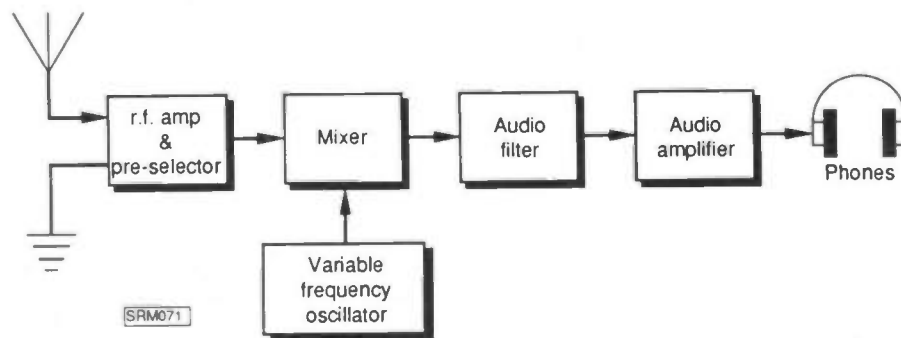 r.f. amp
&
pre-selector
Mixer
Audio
filter
Audio
amplifier
Phones
Variable
frequency
oscillator
SRM071